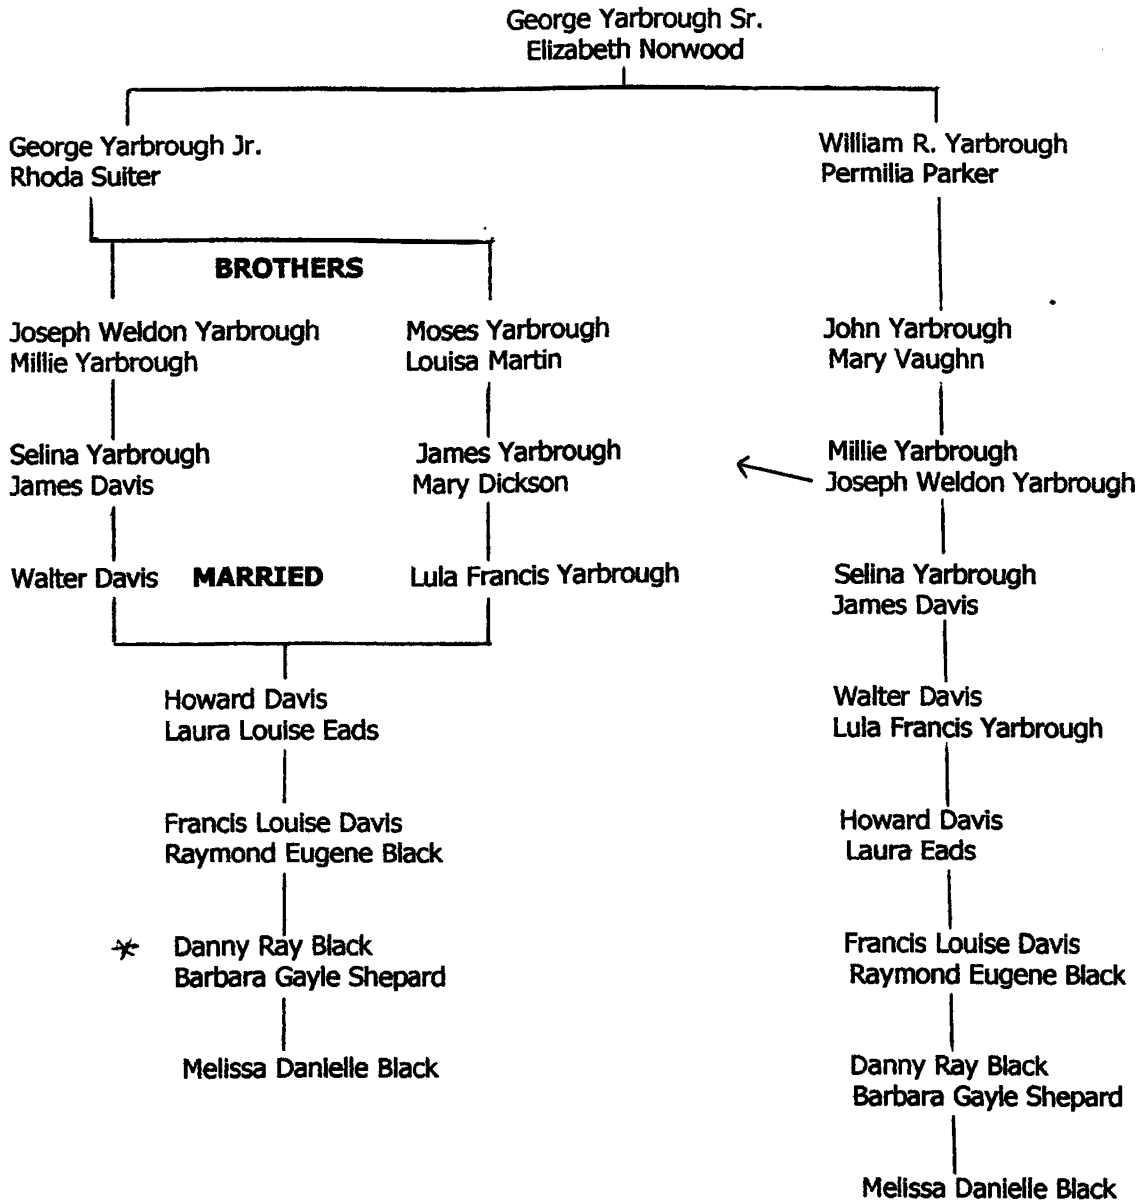 George Yarbrough Sr.
Elizabeth Norwood
George Yarbrough Jr.
Rhoda Suiter
William R. Yarbrough
Permilia Parker
BROTHERS
Joseph Weldon Yarbrough
Millie Yarbrough
Moses Yarbrough
Louisa Martin
John Yarbrough
Mary Vaughn
Selina Yarbrough
James Davis
James Yarbrough
Mary Dickson
Millie Yarbrough
Joseph Weldon Yarbrough
Walter Davis MARRIED Lula Francis Yarbrough
Selina Yarbrough
James Davis
Howard Davis
Laura Louise Eads
Walter Davis
Lula Francis Yarbrough
Francis Louise Davis
Raymond Eugene Black
Howard Davis
Laura Eads
* Danny Ray Black
Barbara Gayle Shepard
Francis Louise Davis
Raymond Eugene Black
Melissa Danielle Black
Danny Ray Black
Barbara Gayle Shepard
Melissa Danielle Black